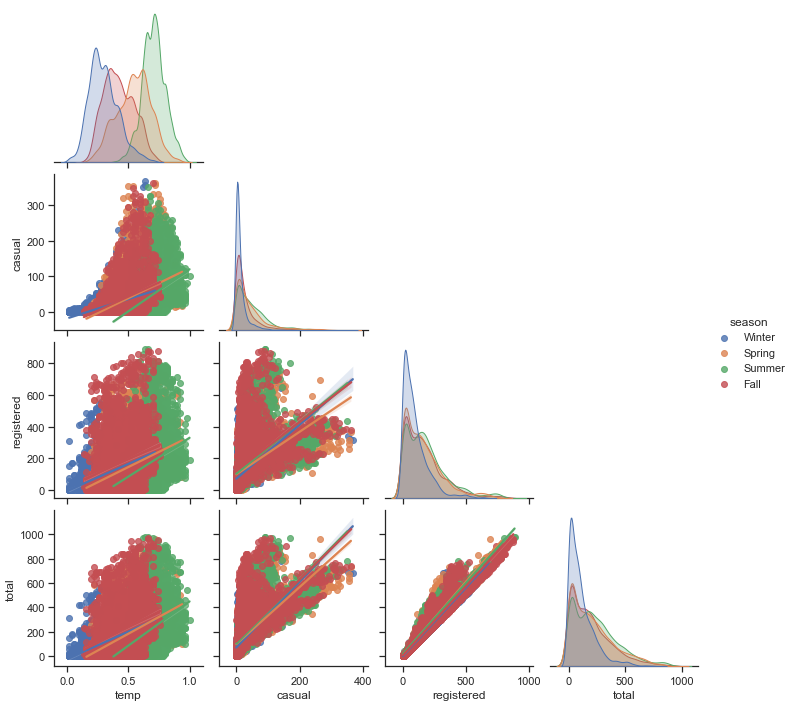 300
200
100
0
casual
season
Winter
Spring
Summer
Fall
800
600
400
200
0
registered
1000
800
600
400
200
0
total
0.0 0.5 1.0
temp
0 200 400
casual
0 500 1000
registered
0 500 1000
total